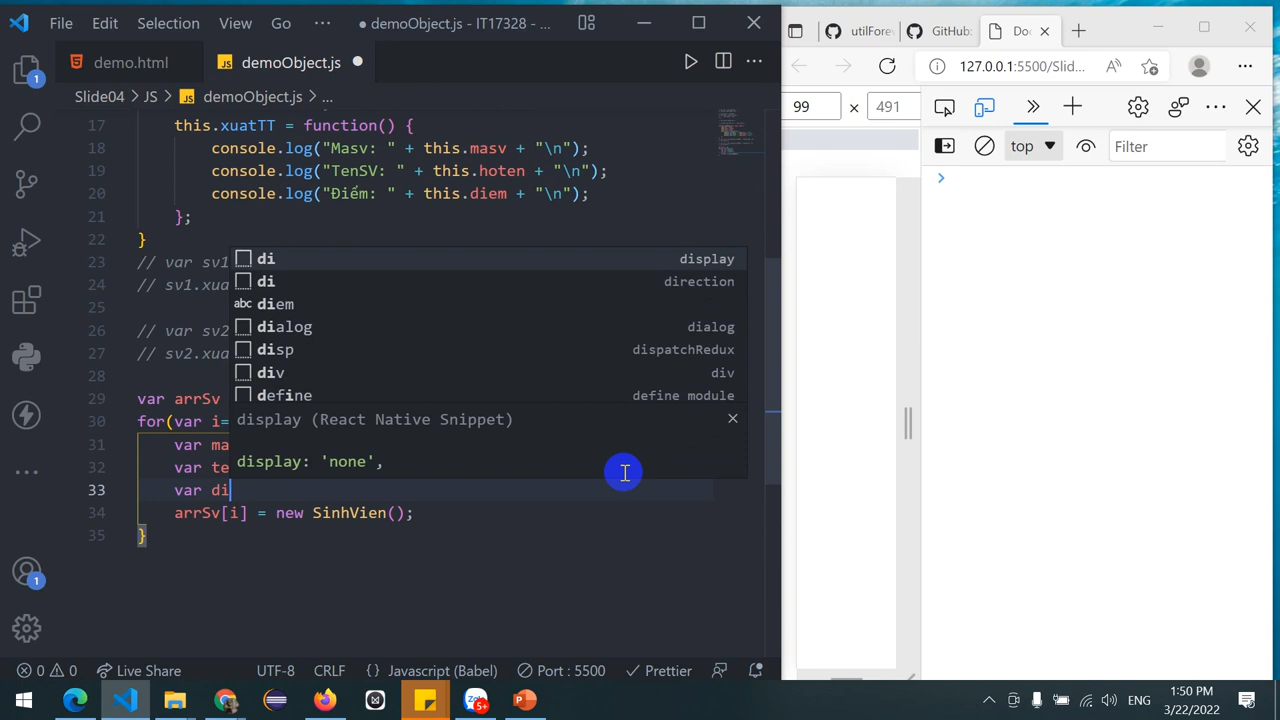 File Edit Selection View Go ··· ● demoObject.js - IT17328 - ...
demo.html
JS demoObject.js ●
Slide04 > JS > JS demoObject.js > ...
17 this.xuatTT = function() {
18 console.log("Masv: " + this.masv + "\n");
19 console.log("TenSV: " + this.hoten + "\n");
20 console.log("Điểm: " + this.diem + "\n");
21 };
22 }
23 // var sv1
24 // sv1.xua
25
26 // var sv2
27 // sv2.xua
28
29 var arrSv
30 for(var i=
31 var ma
32 var te
33 var di
34 arrSv[i] = new SinhVien();
35 }
di display
di direction
abc diem
dialog dialog
disp dispatchRedux
div div
define define module
display (React Native Snippet)
display: 'none',
1
1
0 0 Live Share UTF-8 CRLF {} Javascript (Babel) Port : 5500 Prettier
utilFore
GitHub:
Do
127.0.0.1:5500/Slid...
99 × 491
top ▼
Filter
5+
ENG
1:50 PM
3/22/2022